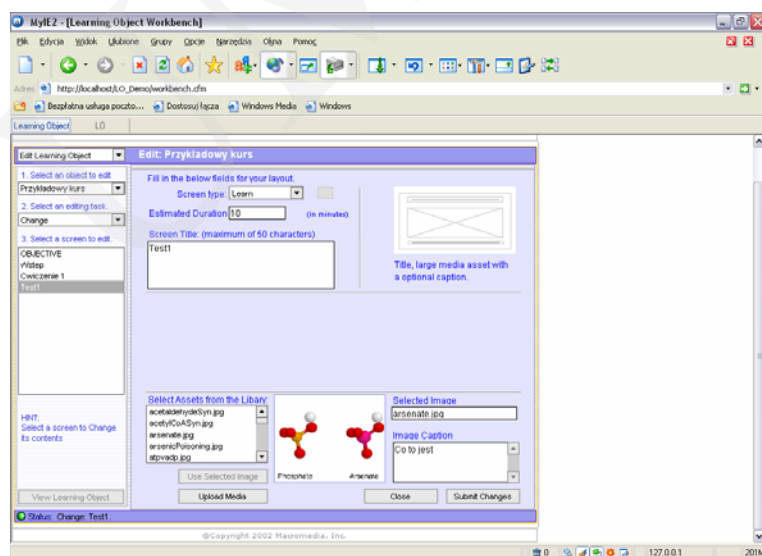 MyIE2 - [Learning Object Workbench]
Plik Edycja Widok Ulubione Grupy Opcje Narzędzia Okna Pomoc
Adres http://localhost/LO_Demo/workbench.cfm
Bezpłatna usługa poczto... Dostosuj łącza Windows Media Windows
Learning Object LO
Edit Learning Object
Edit: Przykladowy kurs
1. Select an object to edit
Przykladowy kurs
2. Select an editing task.
Change
3. Select a screen to edit.
OBJECTIVE
Wstep
Cwiczenie 1
Test1
HINT:
Select a screen to Change
its contents
View Learning Object
Fill in the below fields for your
layout.
Screen type: Learn
Estimated Duration 10 (in minutes)
Screen Title: (maximum of 50 characters)
Test1
Title, large media asset with
a optional caption.
Select Assets from the Libary
acetaldehydeSyn.jpg
acetylCoASyn.jpg
arsenate.jpg
arsenicPoisoning.jpg
atpvadp.jpg
Use Selected Image
Upload Media
Phosphate Arsenate
Selected Image
arsenate.jpg
Image Caption
Co to jest
Close Submit Changes
Status: Change: Test1.
©Copyright 2002 Macromedia, Inc.
0 127.0.0.1